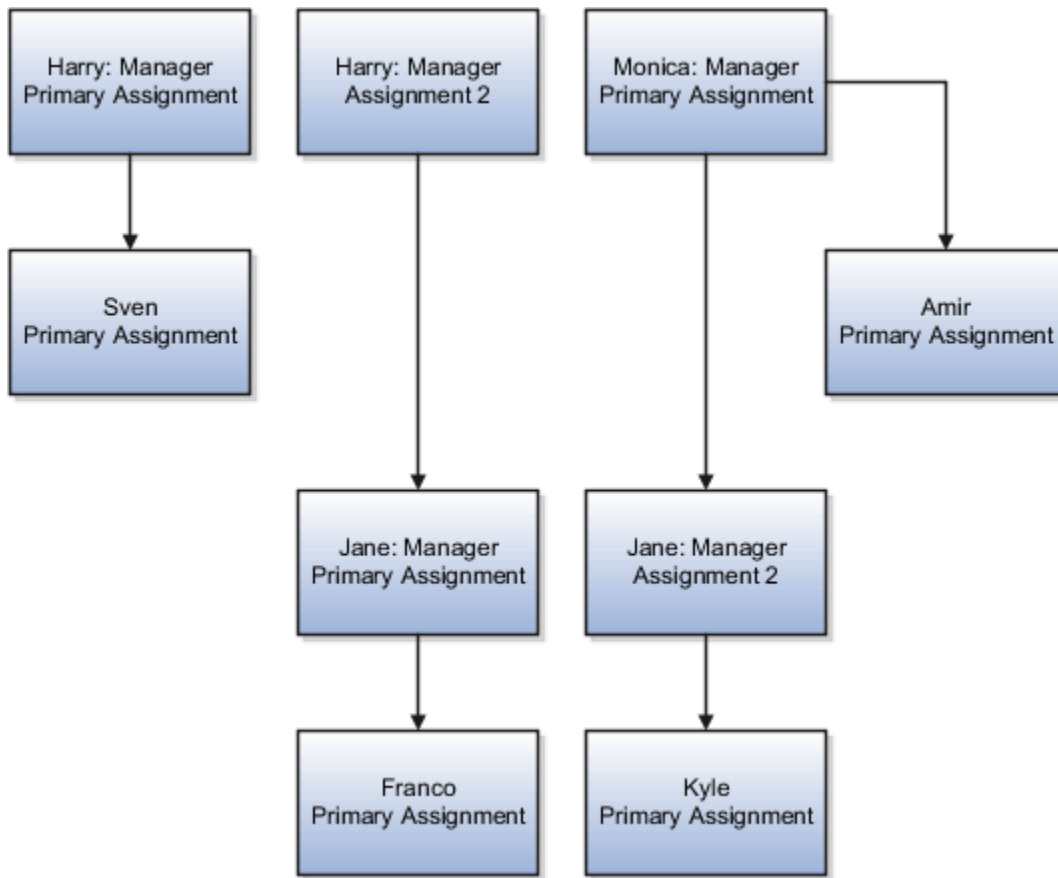 Harry: Manager
Primary Assignment
Harry: Manager
Assignment 2
Monica: Manager
Primary Assignment
Sven
Primary Assignment
Amir
Primary Assignment
Jane: Manager
Primary Assignment
Jane: Manager
Assignment 2
Franco
Primary Assignment
Kyle
Primary Assignment